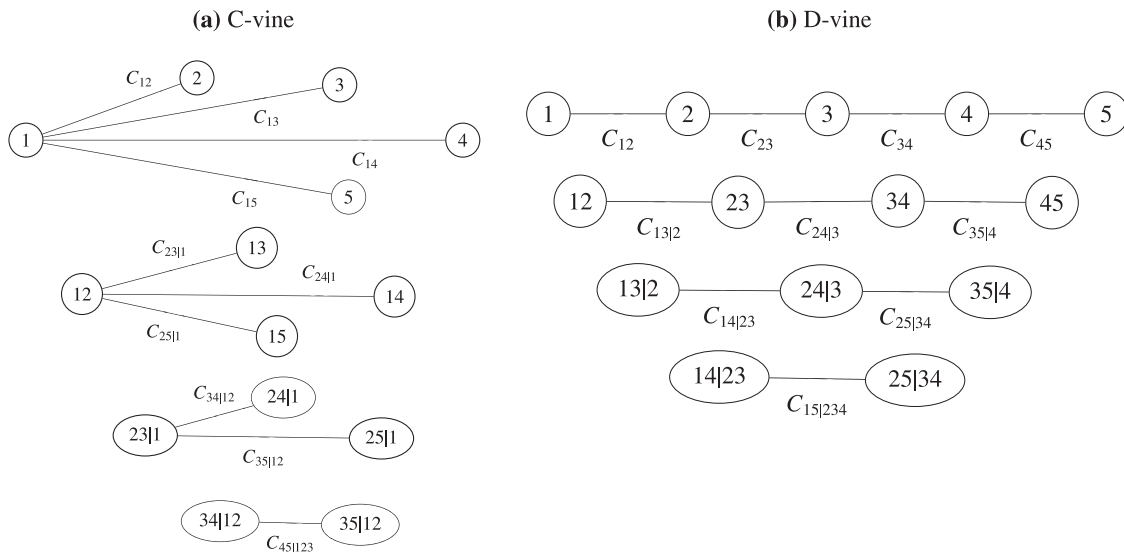 (a) C-vine
C12
2
3
C13
1
4
C14
C15
5
C23|1
13
C24|1
12
14
C25|1
15
C34|12
24|1
23|1
25|1
C35|12
34|12
35|12
C45|123
(b) D-vine
1
2
3
4
5
C12
C23
C34
C45
12
23
34
45
C13|2
C24|3
C35|4
13|2
24|3
35|4
C14|23
C25|34
14|23
25|34
C15|234